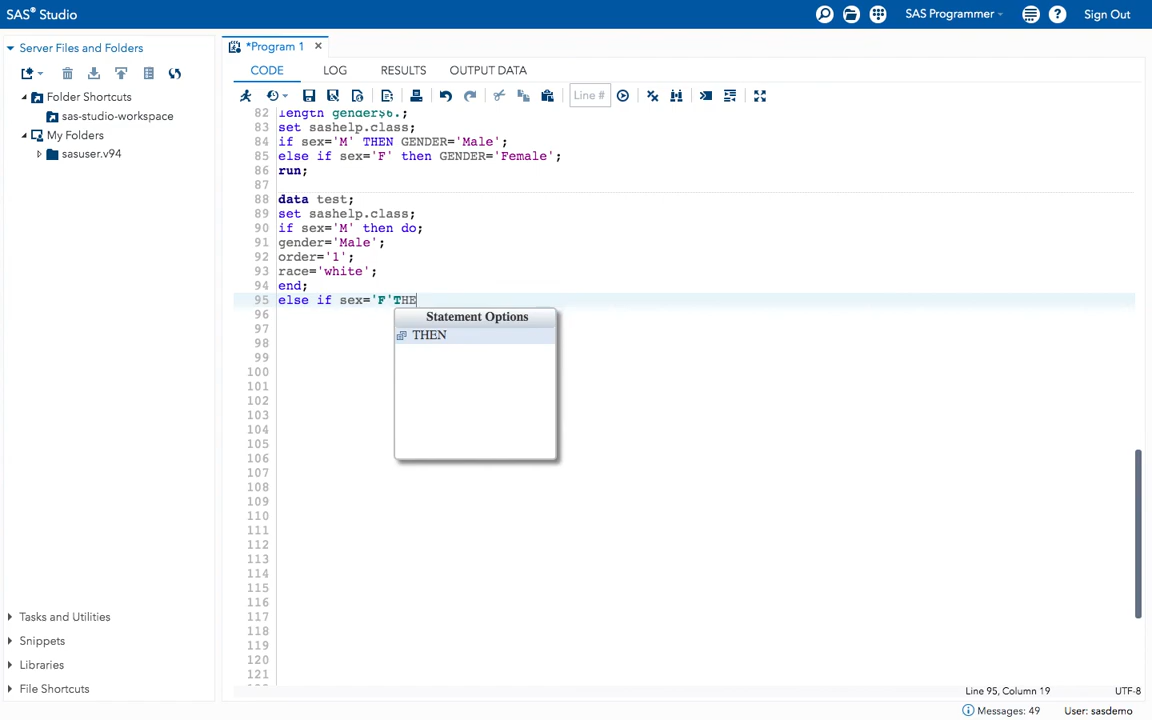 SAS® Studio
SAS Programmer
Sign Out
Server Files and Folders
Folder Shortcuts
sas-studio-workspace
My Folders
sasuser.v94
Tasks and Utilities
Snippets
Libraries
File Shortcuts
*Program 1
CODE LOG RESULTS OUTPUT DATA
Line #
82 length gender$6.;
83 set sashelp.class;
84 if sex='M' THEN GENDER='Male';
85 else if sex='F' then GENDER='Female';
86 run;
87
88 data test;
89 set sashelp.class;
90 if sex='M' then do;
91 gender='Male';
92 order='1';
93 race='white';
94 end;
95 else if sex='F'THE
96
97
98
99
100
101
102
103
104
105
106
107
108
109
110
111
112
113
114
115
116
117
118
119
120
121
Statement Options
THEN
Line 95, Column 19
UTF-8
Messages: 49
User: sasdemo